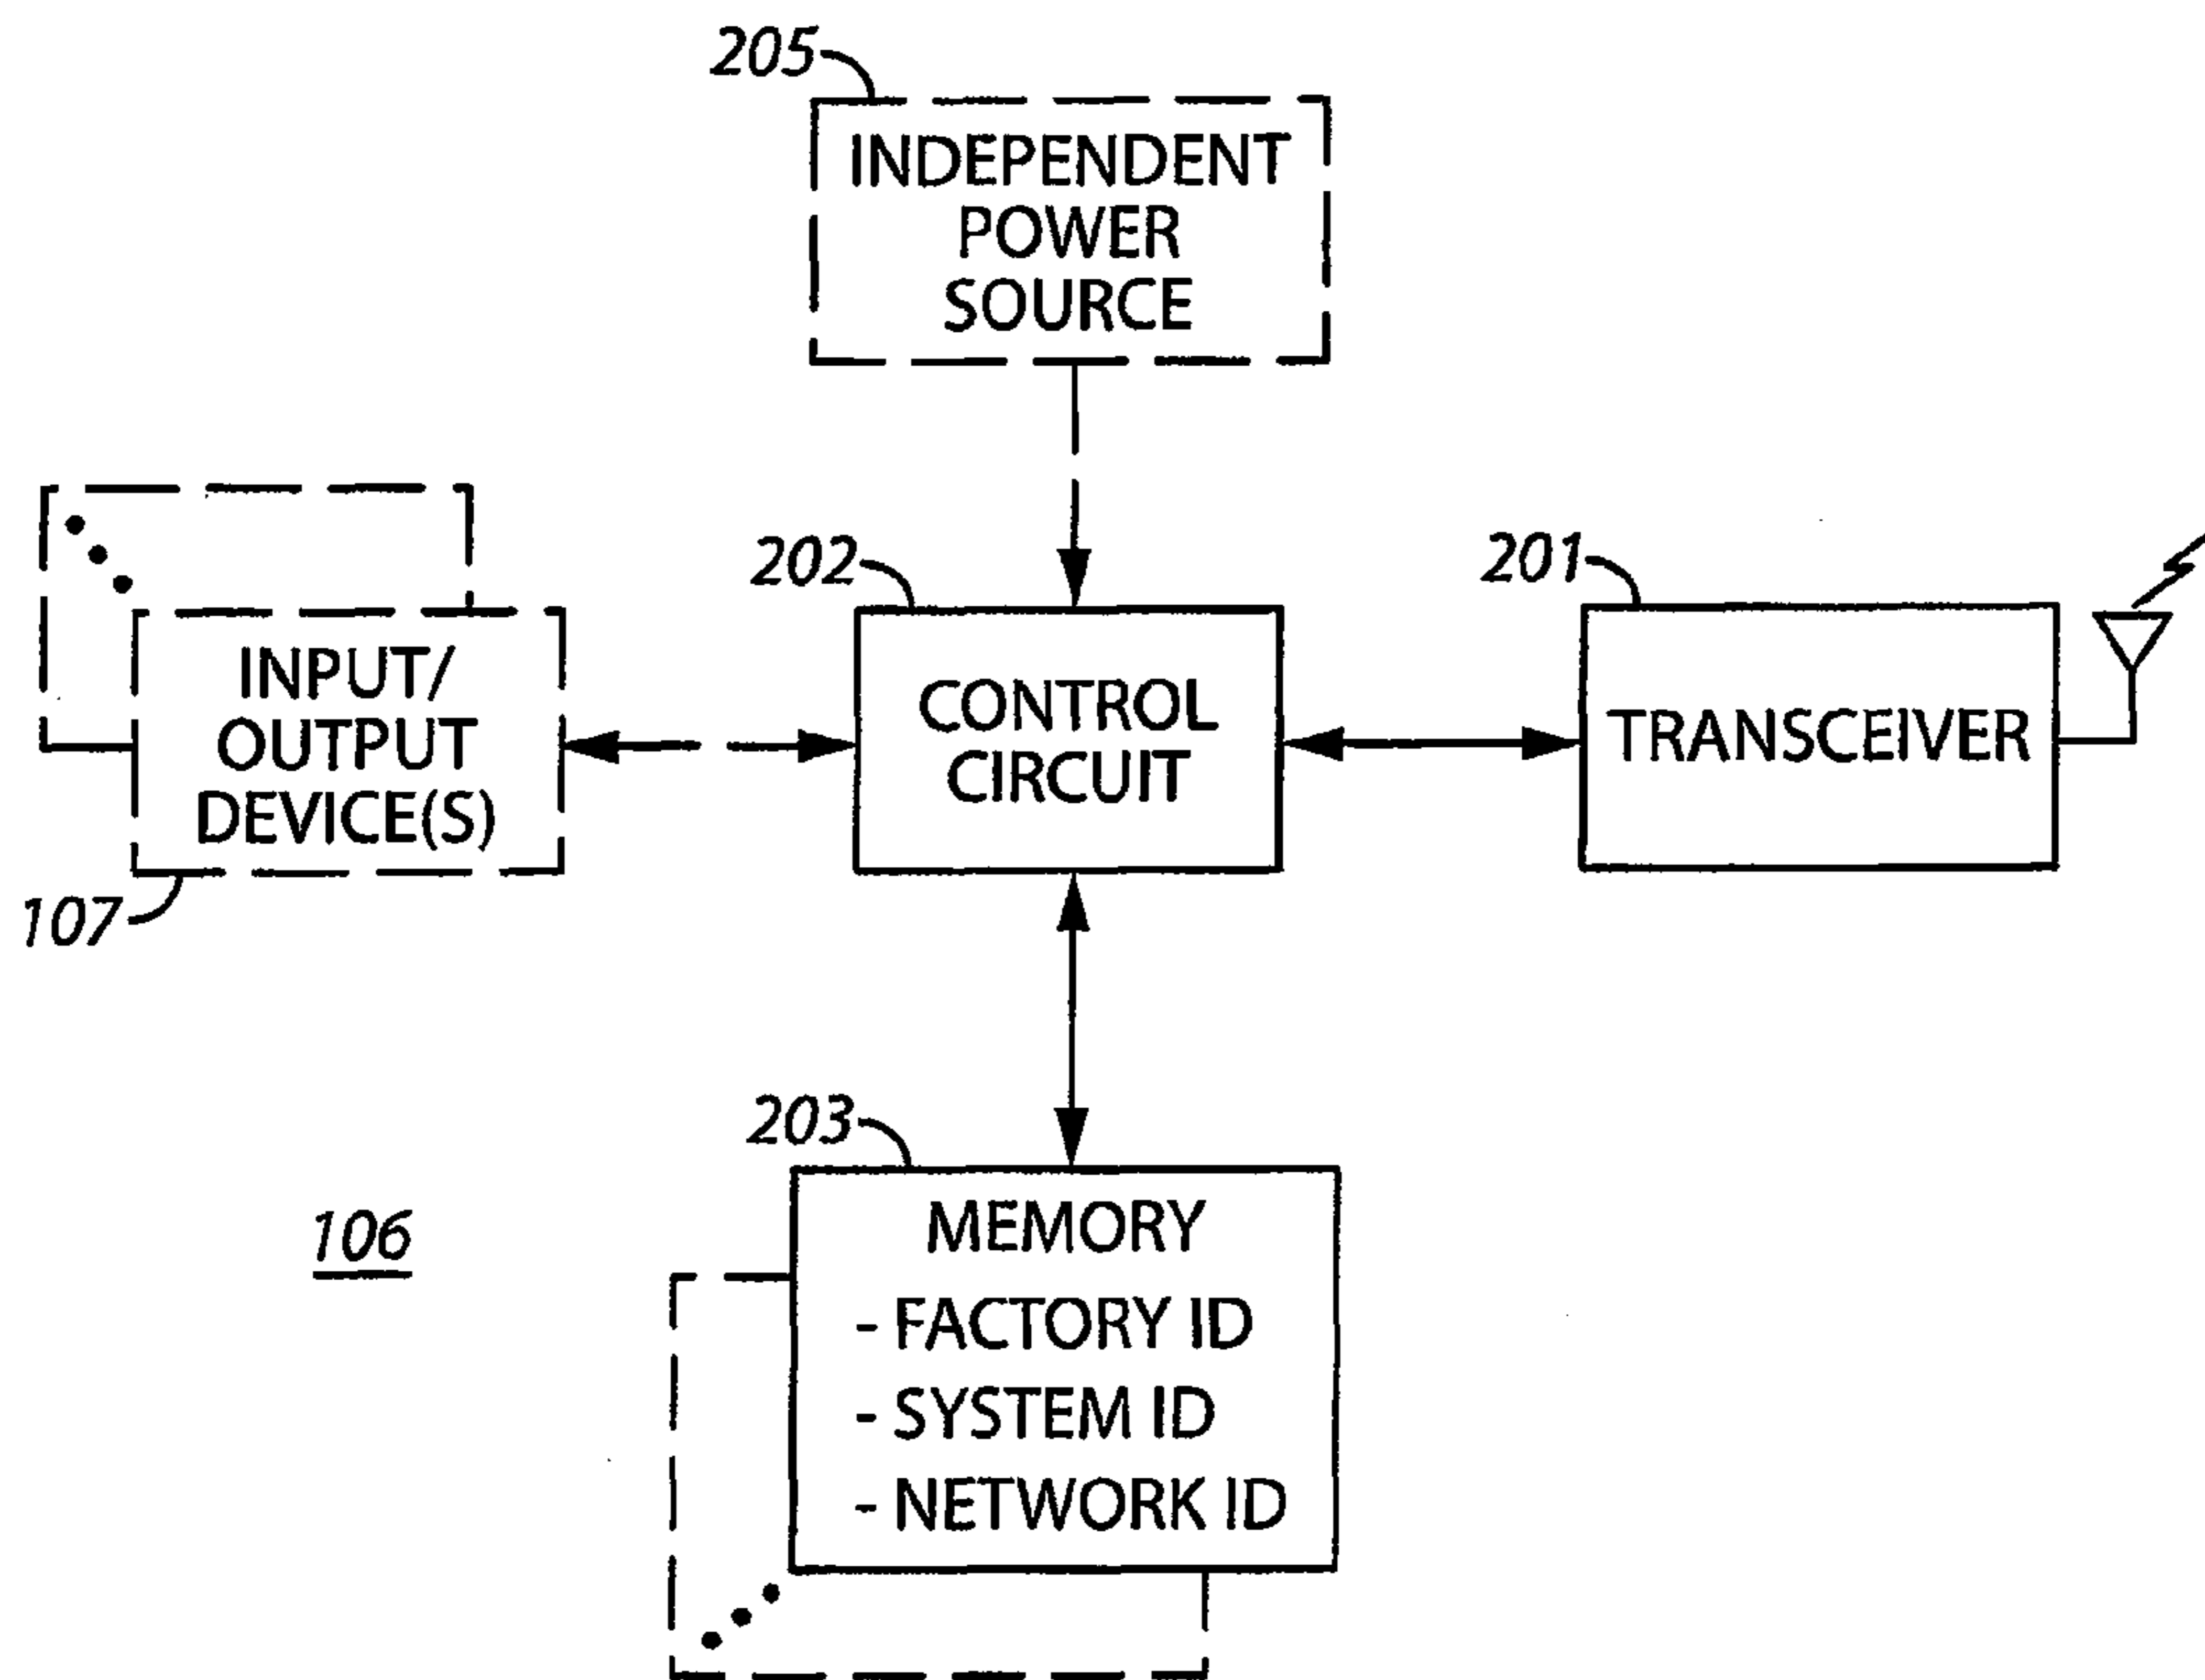 205
INDEPENDENT
POWER
SOURCE
202
201
INPUT/
OUTPUT
DEVICE(S)
CONTROL
CIRCUIT
TRANSCEIVER
107
203
106
MEMORY
- FACTORY ID
- SYSTEM ID
- NETWORK ID